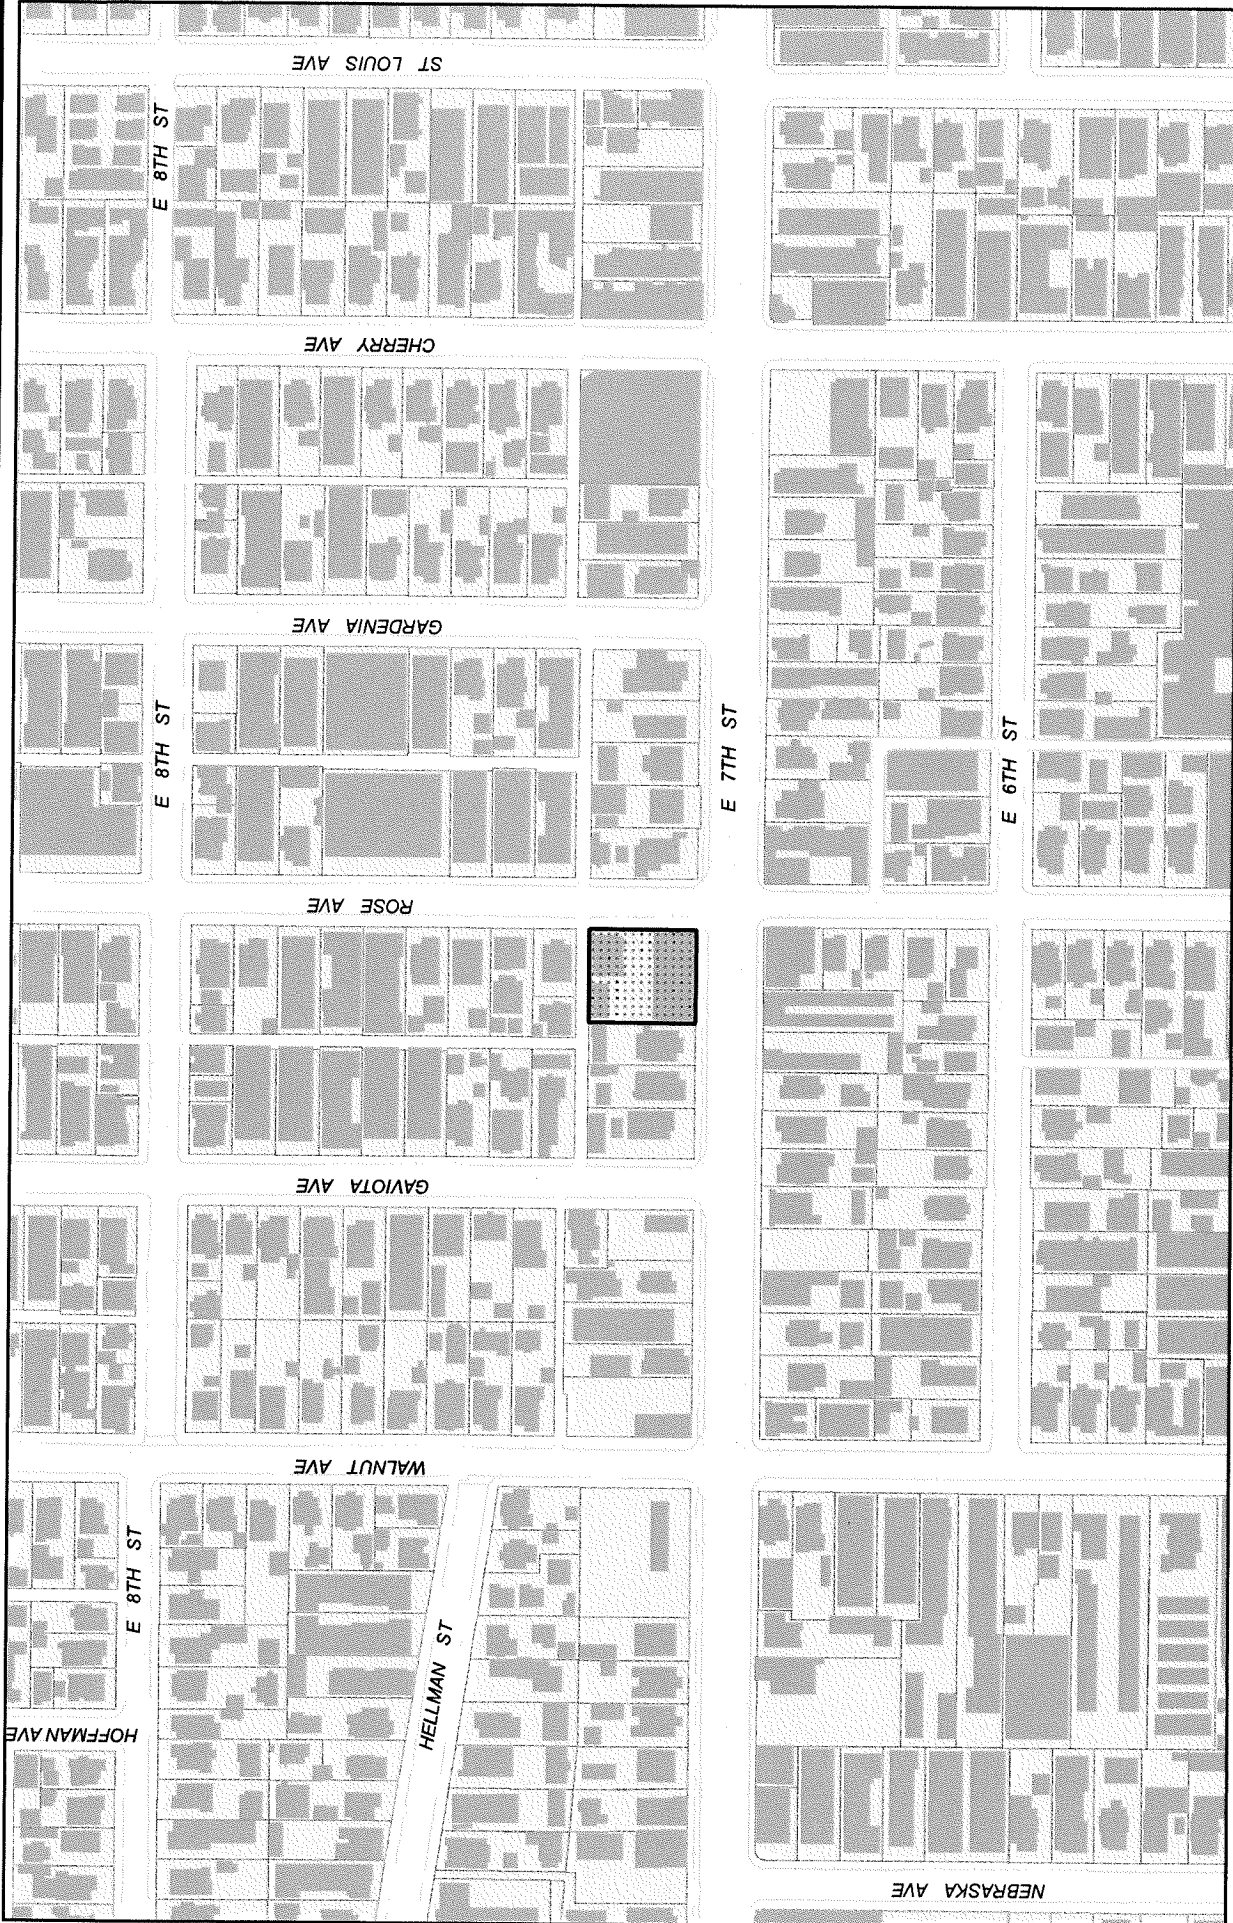 ST LOUIS AVE
E 8TH ST
CHERRY AVE
GARDENIA AVE
E 8TH ST
E 7TH ST
E 6TH ST
ROSE AVE
GAVIOTA AVE
WALNUT AVE
E 8TH ST
HELLMAN ST
HOFFMAN AVE
NEBRASKA AVE